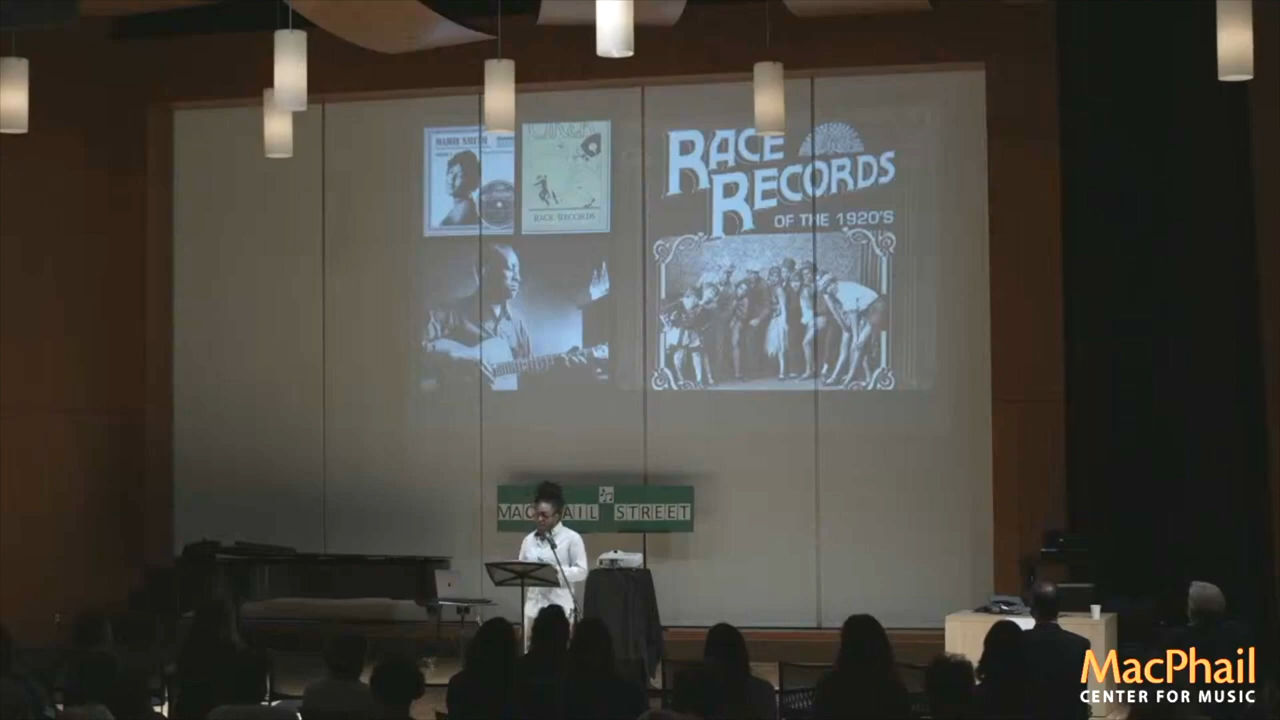 MAMIE SMITH
RACE RECORDS
RACE
RECORDS
OF THE 1920'S
MACPHAIL STREET
MacPhail
CENTER FOR MUSIC